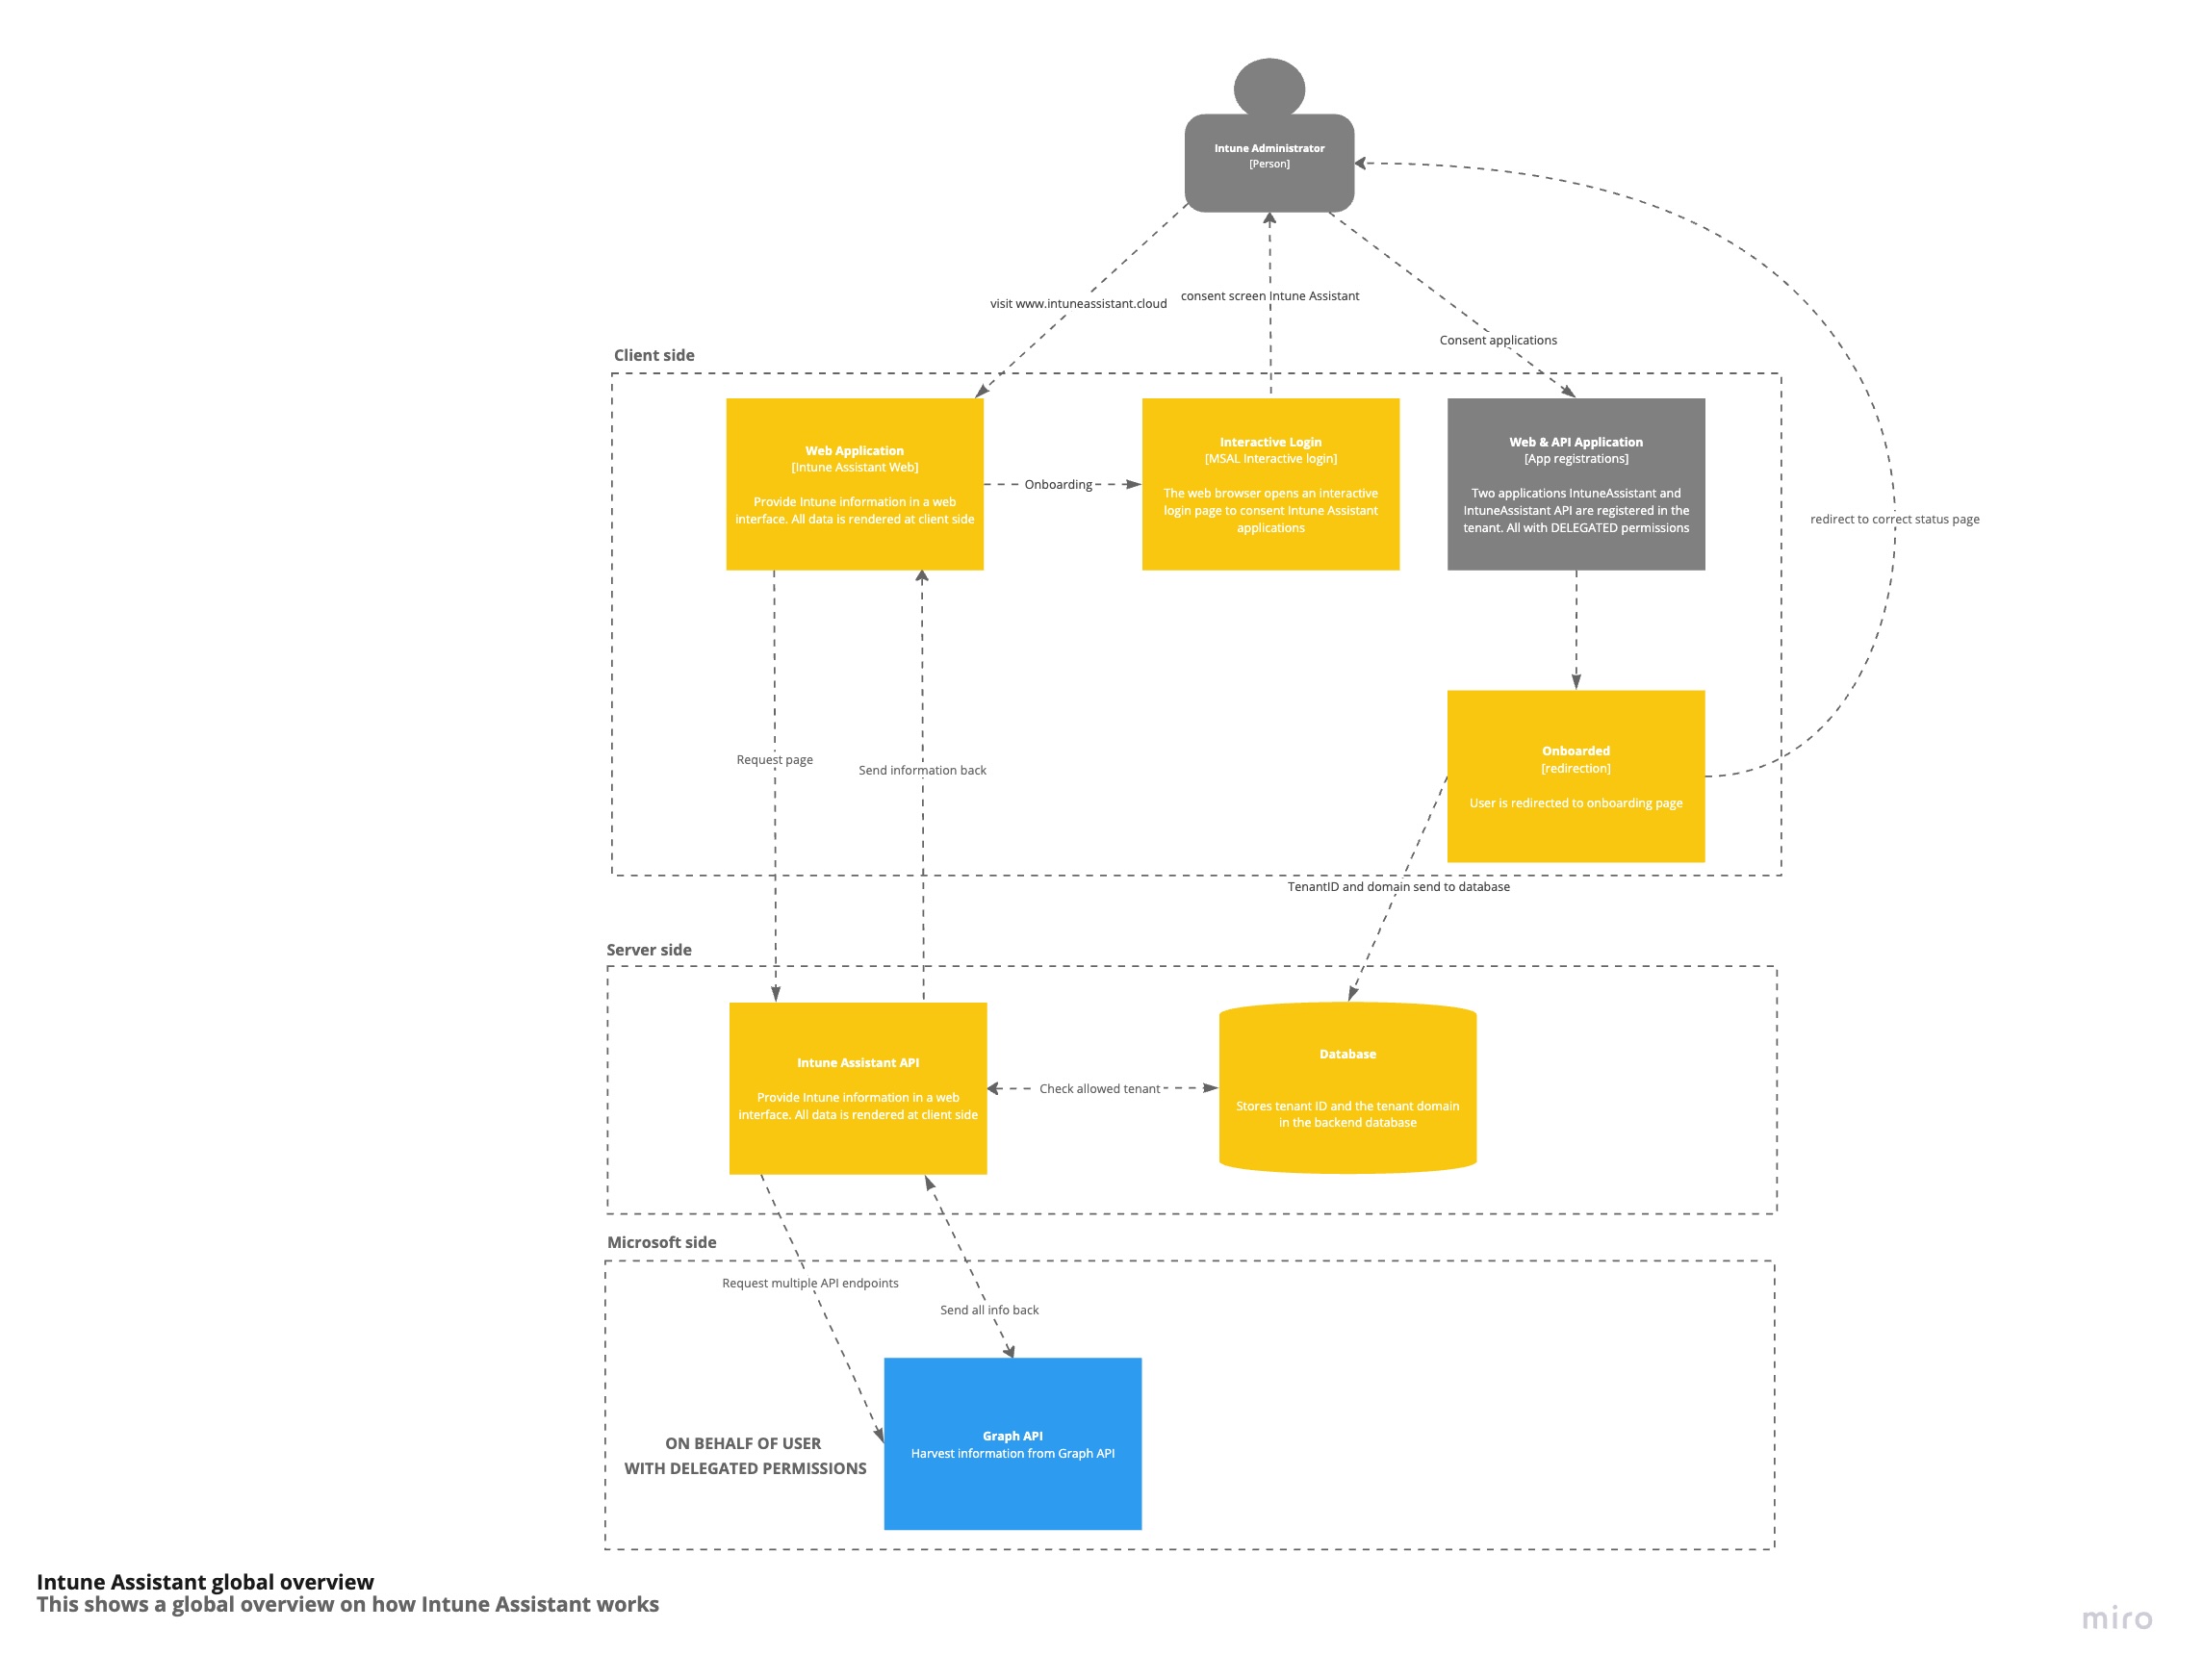 Intune Administrator
[Person]
visit www.intuneassistant.cloud
consent screen Intune Assistant
Consent applications
Client side
Web Application
[Intune Assistant Web]
Provide Intune information in a web
interface. All data is rendered at client side
Onboarding
Interactive Login
[MSAL Interactive login]
The web browser opens an interactive
login page to consent Intune Assistant
applications
Web & API Application
[App registrations]
Two applications IntuneAssistant and
IntuneAssistant API are registered in the
tenant. All with DELEGATED permissions
redirect to correct status page
Request page
Send information back
Onboarded
[redirection]
User is redirected to onboarding page
TenantID and domain send to database
Server side
Intune Assistant API
Provide Intune information in a web
interface. All data is rendered at client side
Check allowed tenant
Database
Stores tenant ID and the tenant domain
in the backend database
Microsoft side
Request multiple API endpoints
Send all info back
ON BEHALF OF USER
WITH DELEGATED PERMISSIONS
Graph API
Harvest information from Graph API
Intune Assistant global overview
This shows a global overview on how Intune Assistant works
miro